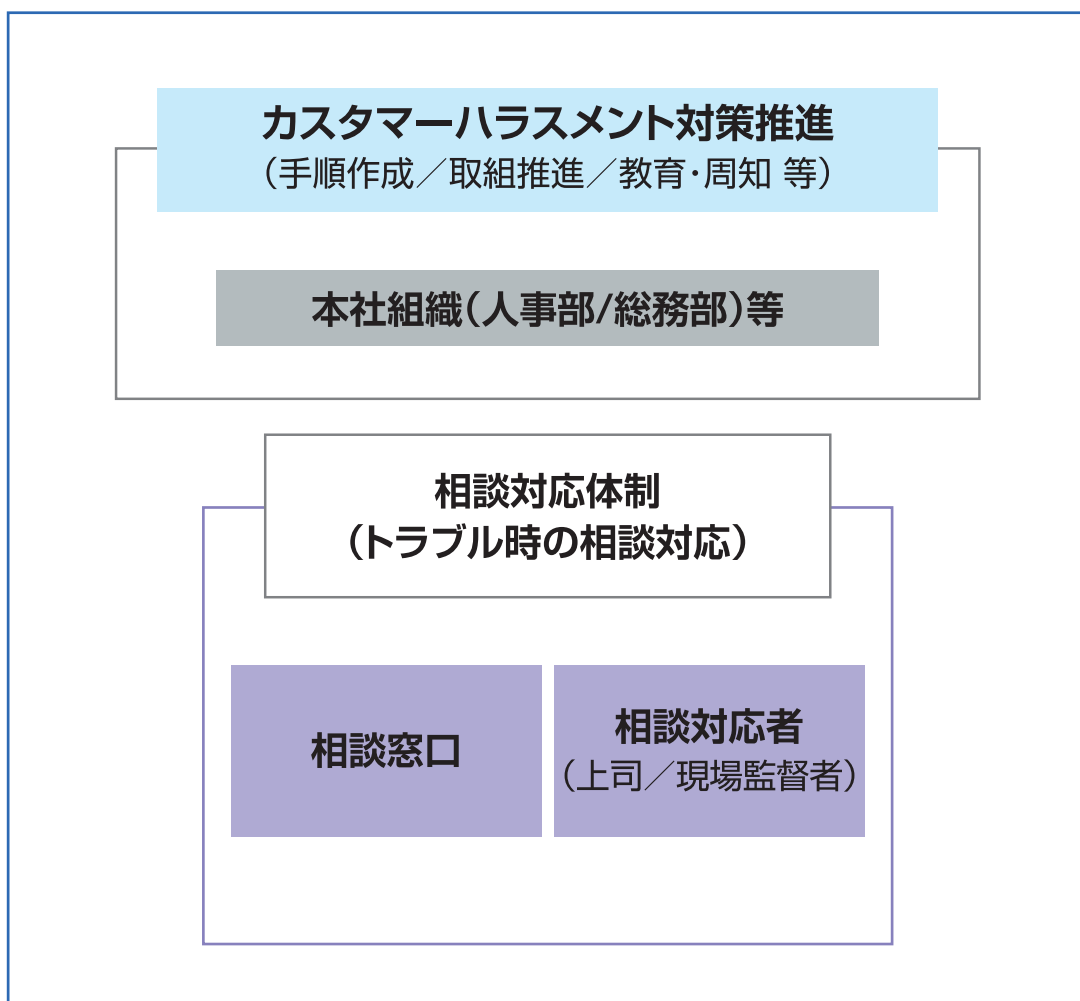 カスタマーハラスメント対策推進
（手順作成／取組推進／教育・周知 等）
本社組織（人事部/総務部）等
相談対応体制
（トラブル時の相談対応）
相談窓口
相談対応者
（上司／現場監督者）